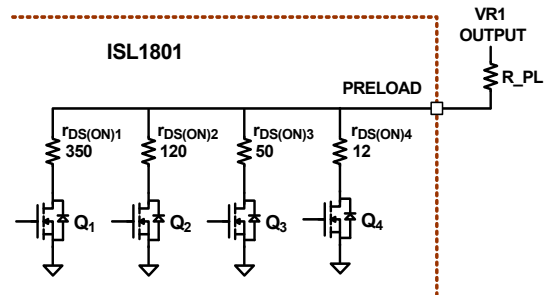 VR1
OUTPUT
ISL1801
R_PL
PRELOAD
rDS(ON)1
350
rDS(ON)2
120
rDS(ON)3
50
rDS(ON)4
12
Q1
Q2
Q3
Q4